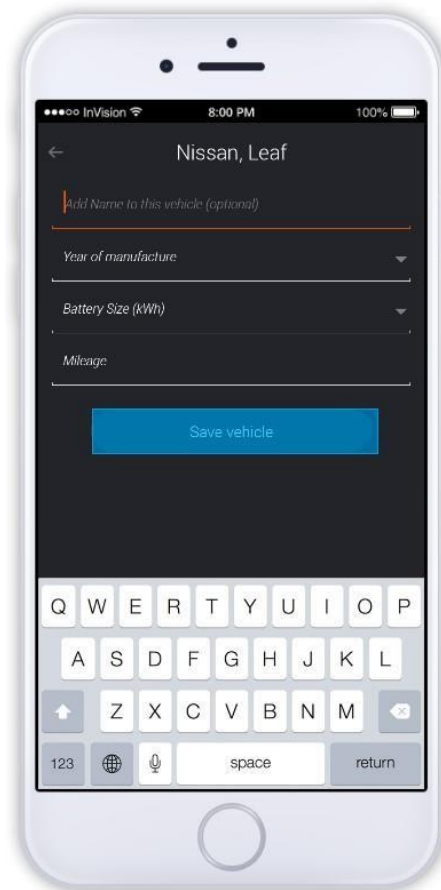 InVision 8:00 PM 100%
Nissan, Leaf
Add Name to this vehicle (optional)
Year of manufacture
Battery Size (kWh)
Mileage
Save vehicle
Q W E R T Y U I O P
A S D F G H J K L
Z X C V B N M
123 space return